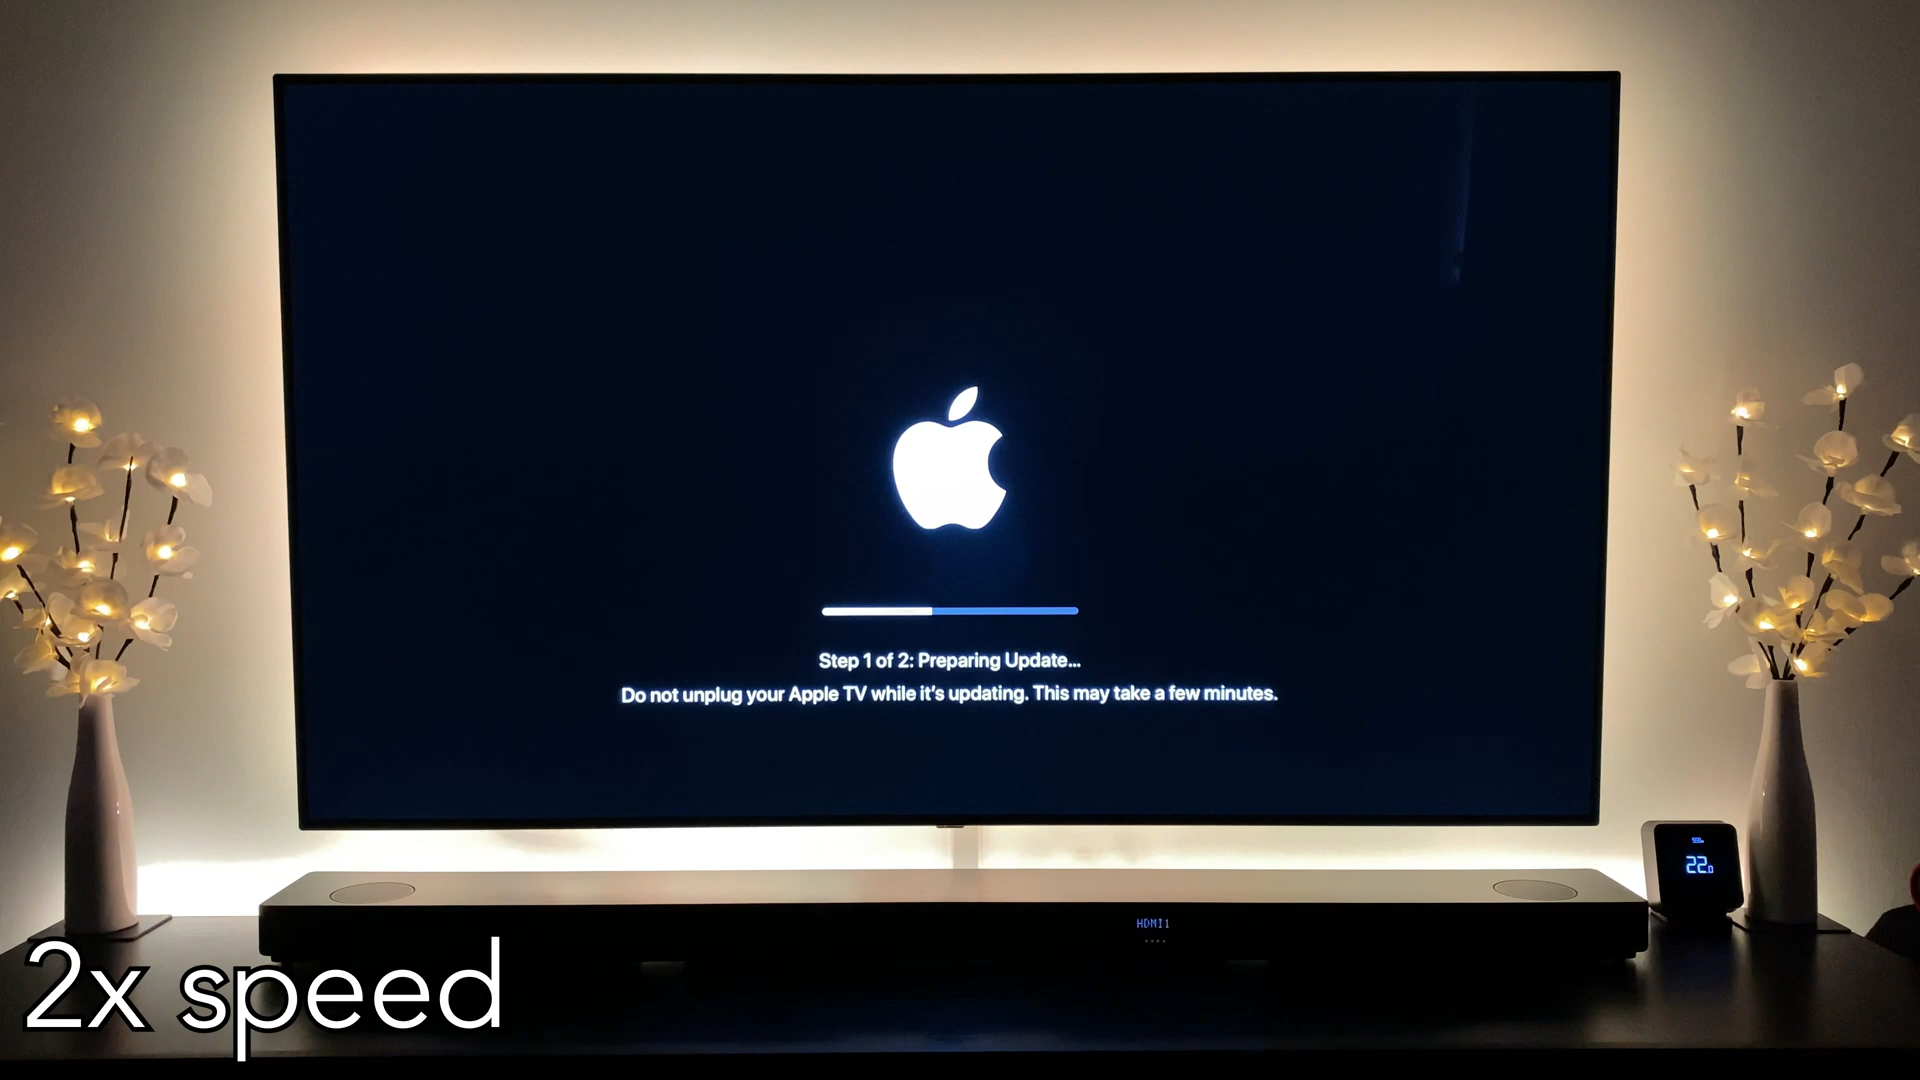 Step 1 of 2: Preparing Update...
Do not unplug your Apple TV while it's updating. This may take a few minutes.
22.0
HDMI1
2x speed